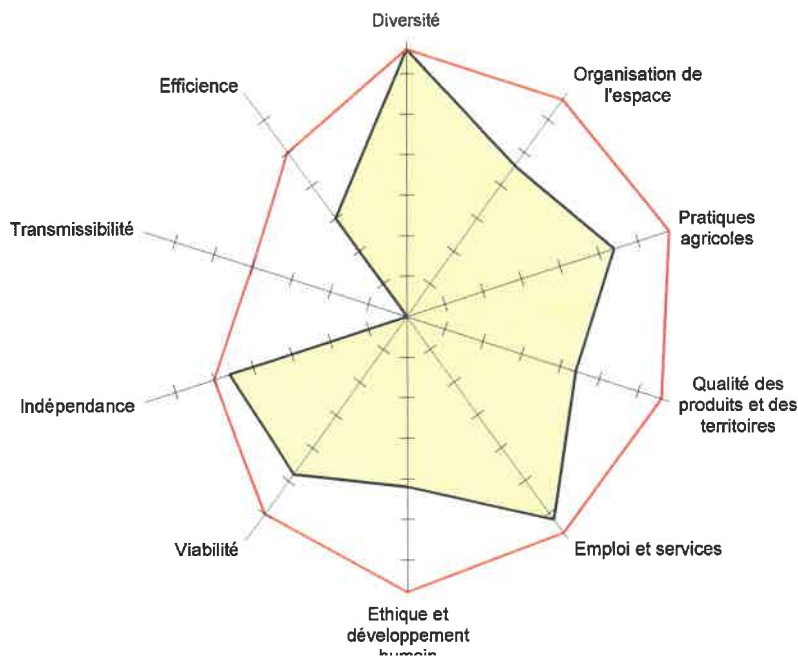 Diversité
Organisation de
l'espace
Pratiques
agricoles
Qualité des
produits et des
territoires
Emploi et services
Ethique et
développement
humain
Viabilité
Indépendance
Transmissibilité
Efficience